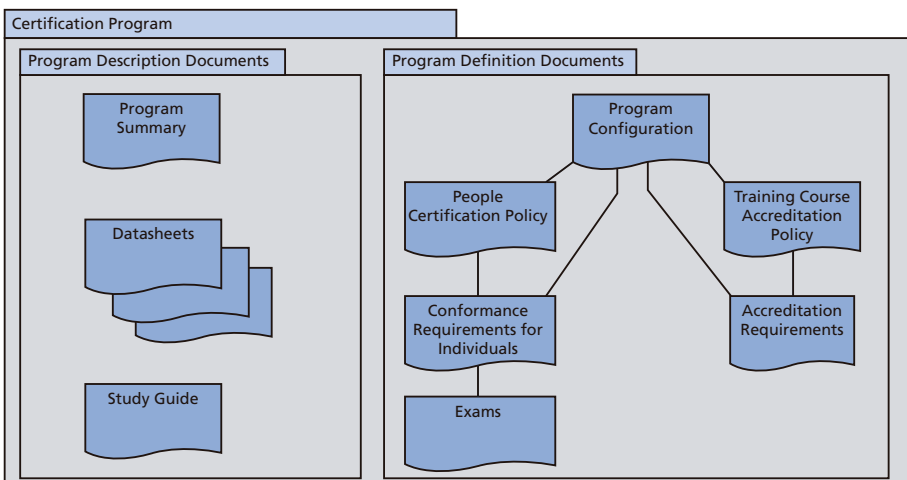 Certification Program
Program Description Documents
Program
Summary
Datasheets
Study Guide
Program Definition Documents
Program
Configuration
People
Certification Policy
Training Course
Accreditation
Policy
Conformance
Requirements for
Individuals
Accreditation
Requirements
Exams